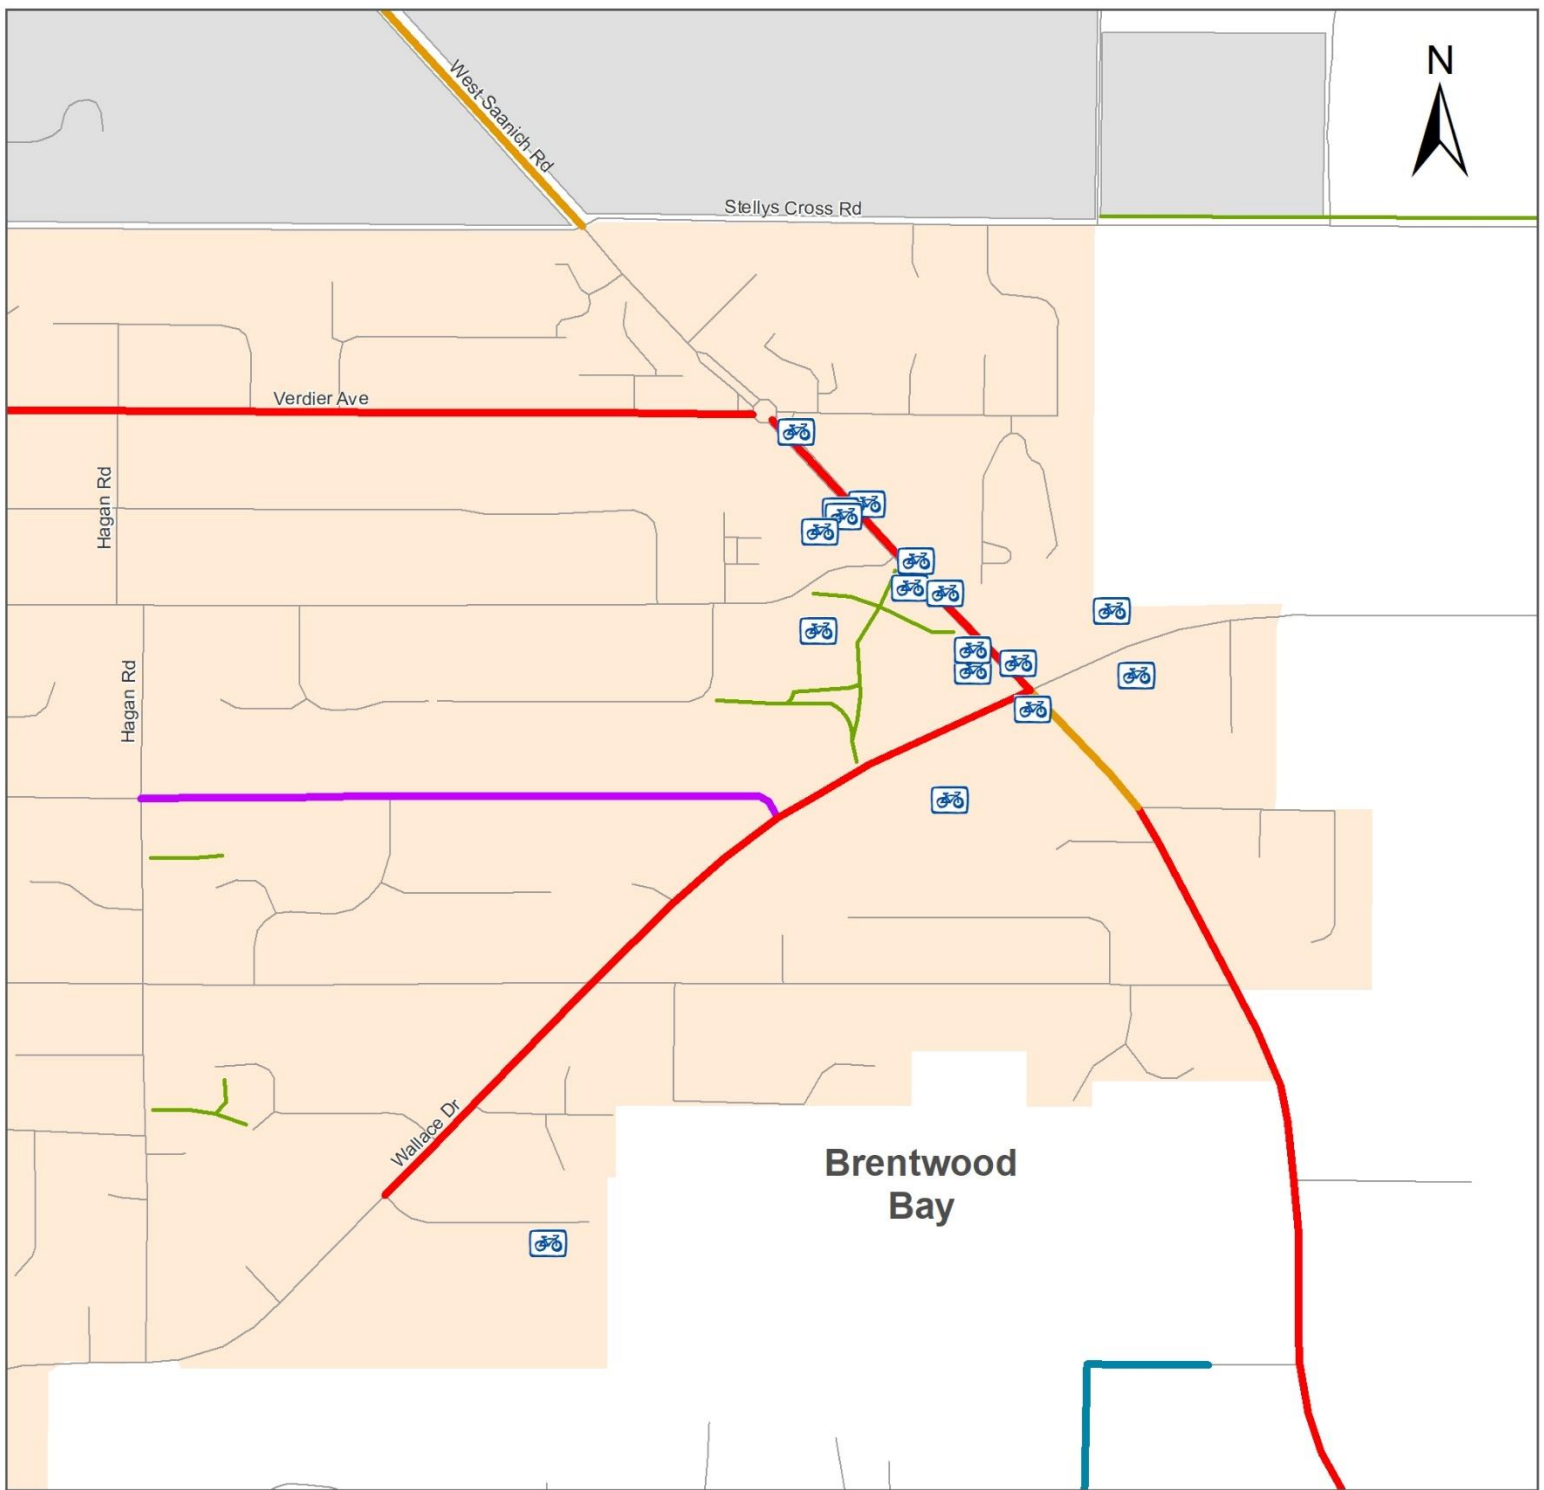 N
West Saanich Rd
Stellys Cross Rd
Verdier Ave
Hagan Rd
Hagan Rd
Wallace Dr
Brentwood
Bay